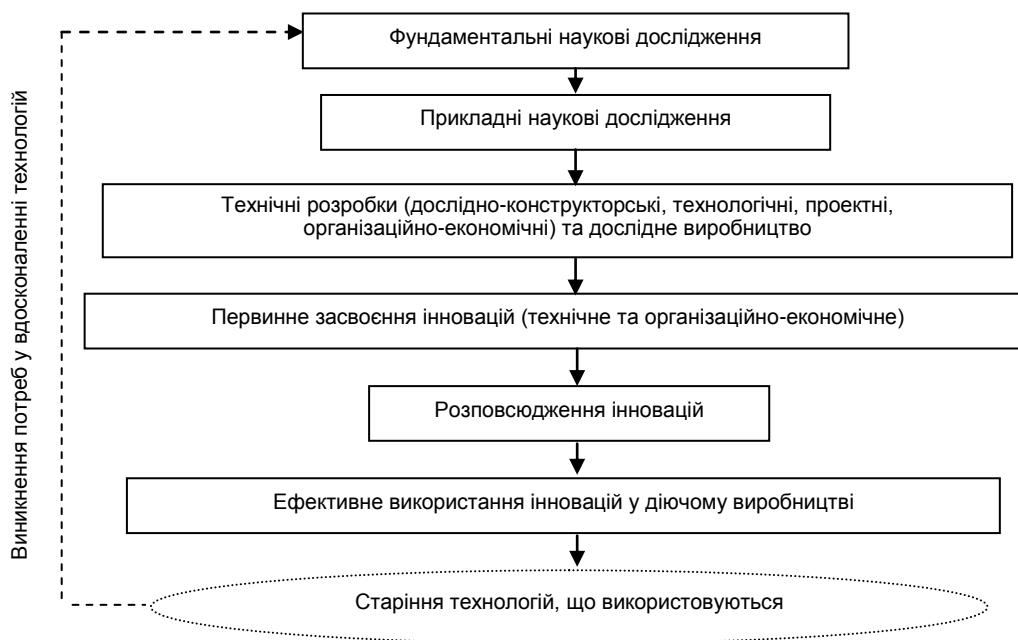 Фундаментальні наукові дослідження
Прикладні наукові дослідження
Технічні розробки (дослідно-конструкторські, технологічні, проектні,
організаційно-економічні) та дослідне виробництво
Первинне засвоєння інновацій (технічне та організаційно-економічне)
Розповсюдження інновацій
Ефективне використання інновацій у діючому виробництві
Старіння технологій, що використовуються
Виникнення потреб у вдосконаленні технологій